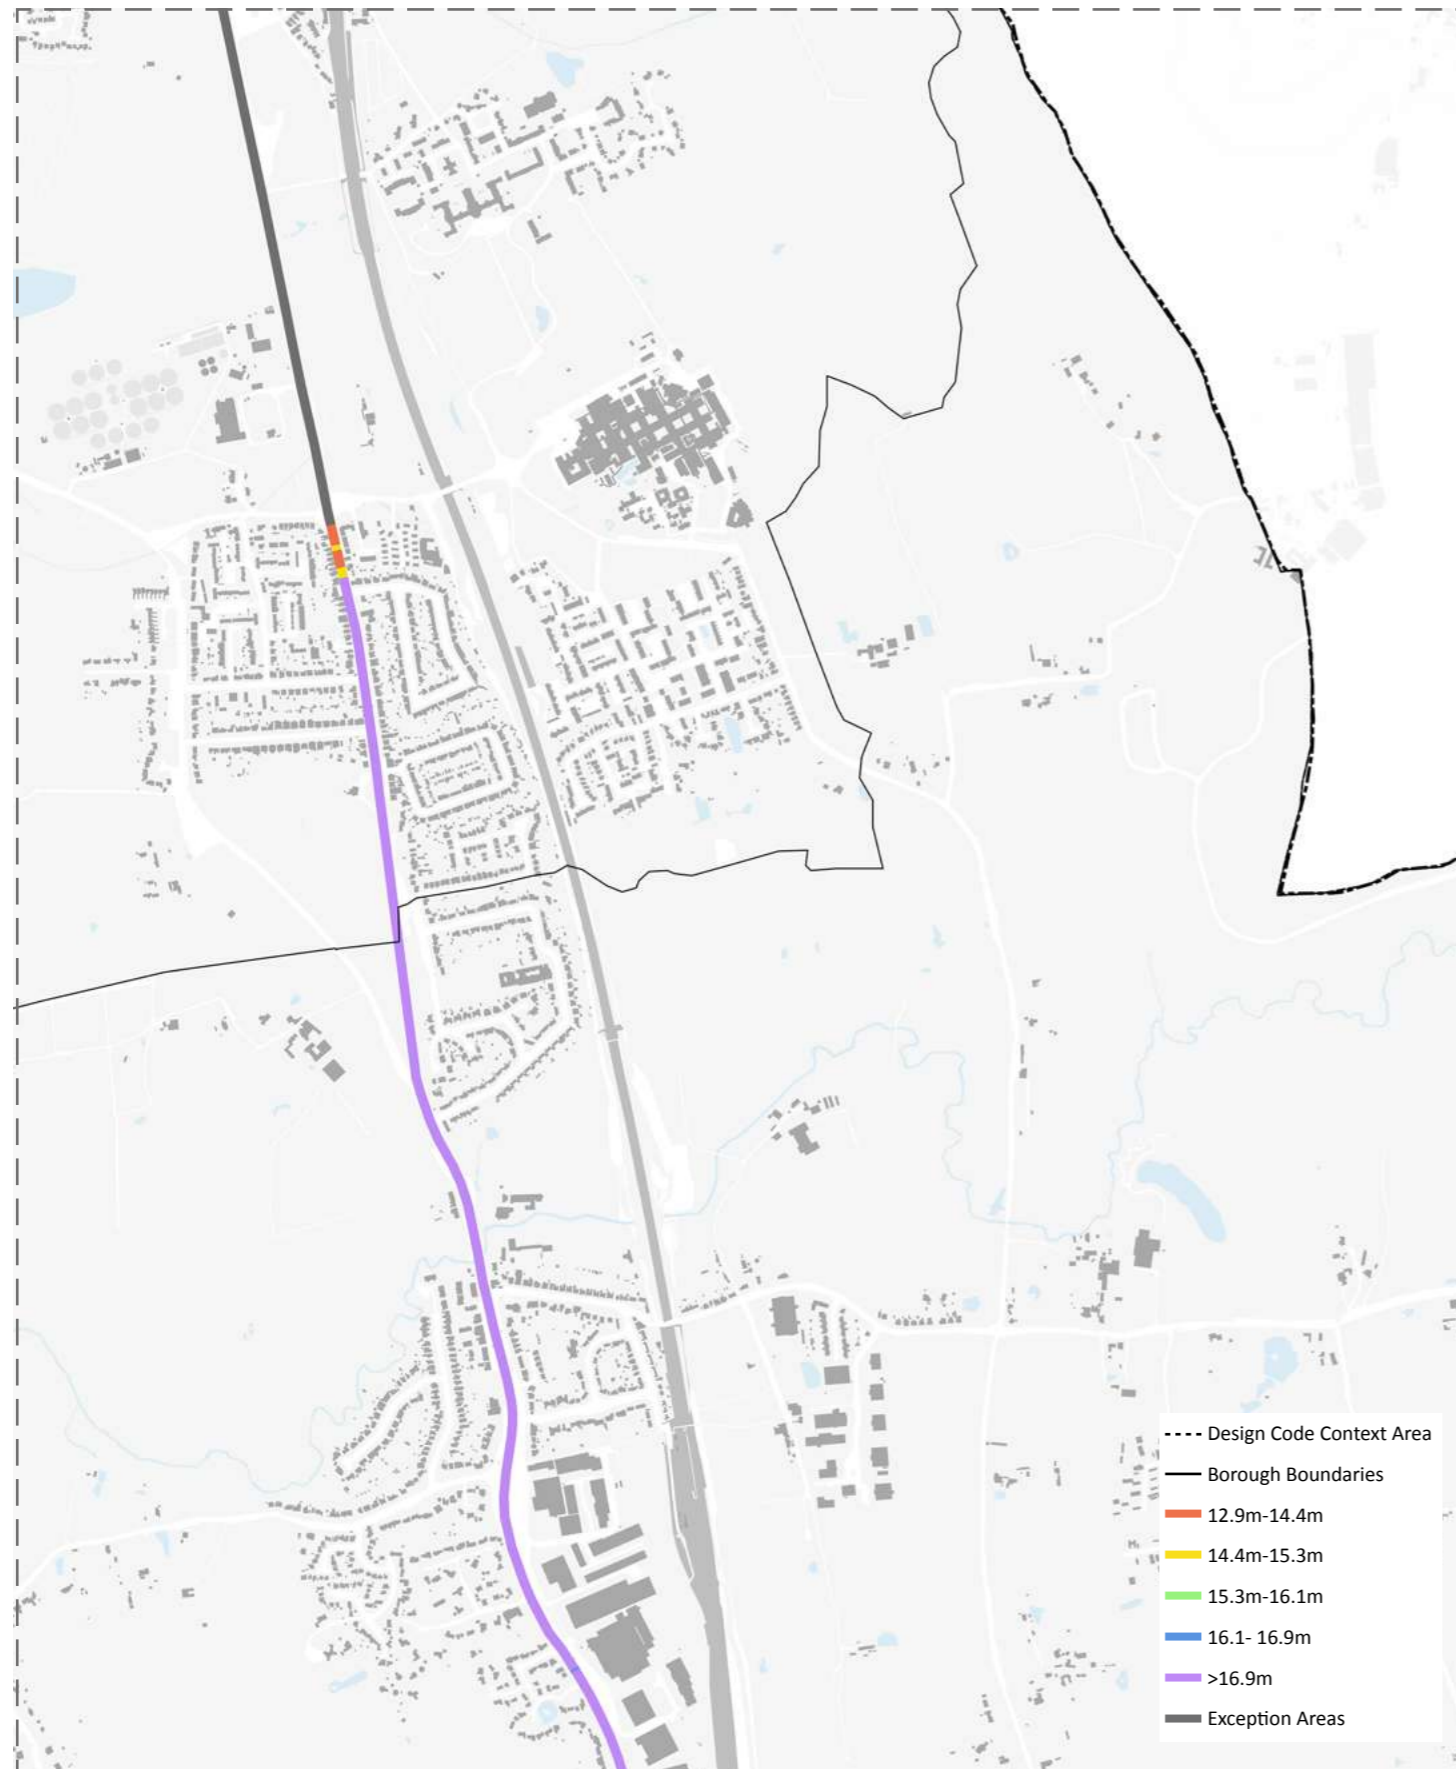 Design Code Context Area
Borough Boundaries
12.9m-14.4m
14.4m-15.3m
15.3m-16.1m
16.1- 16.9m
>16.9m
Exception Areas